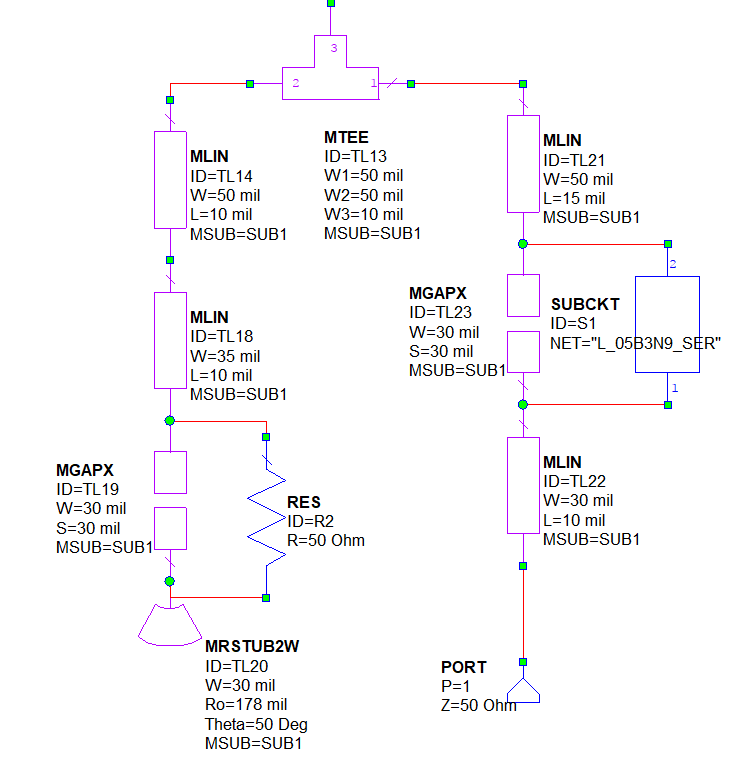 3
2
1
MTEE
ID=TL13
W1=50 mil
W2=50 mil
W3=10 mil
MSUB=SUB1
MLIN
ID=TL14
W=50 mil
L=10 mil
MSUB=SUB1
MLIN
ID=TL21
W=50 mil
L=15 mil
MSUB=SUB1
MLIN
ID=TL18
W=35 mil
L=10 mil
MSUB=SUB1
MGAPX
ID=TL23
W=30 mil
S=30 mil
MSUB=SUB1
2
SUBCKT
ID=S1
NET="L_05B3N9_SER"
1
MGAPX
ID=TL19
W=30 mil
S=30 mil
MSUB=SUB1
RES
ID=R2
R=50 Ohm
MLIN
ID=TL22
W=30 mil
L=10 mil
MSUB=SUB1
MRSTUB2W
ID=TL20
W=30 mil
Ro=178 mil
Theta=50 Deg
MSUB=SUB1
PORT
P=1
Z=50 Ohm